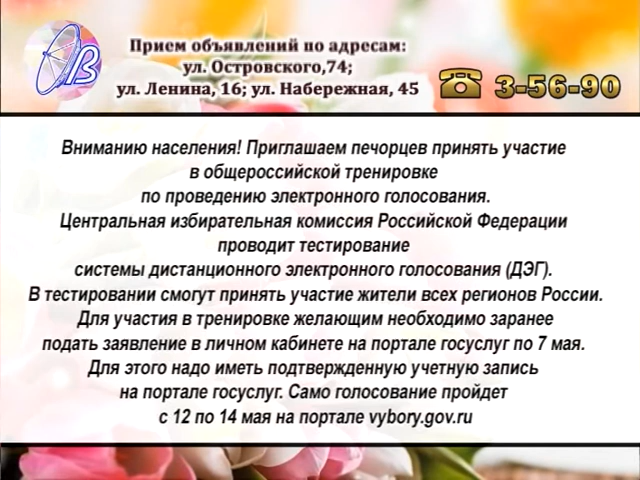 В
Прием объявлений по адресам:
ул. Островского,74;
ул. Ленина, 16; ул. Набережная, 45
3-56-90
Вниманию населения! Приглашаем печорцев принять участие
в общероссийской тренировке
по проведению электронного голосования.
Центральная избирательная комиссия Российской Федерации
проводит тестирование
системы дистанционного электронного голосования (ДЭГ).
В тестировании смогут принять участие жители всех регионов России.
Для участия в тренировке желающим необходимо заранее
подать заявление в личном кабинете на портале госуслуг по 7 мая.
Для этого надо иметь подтвержденную учетную запись
на портале госуслуг. Само голосование пройдет
с 12 по 14 мая на портале vybory.gov.ru